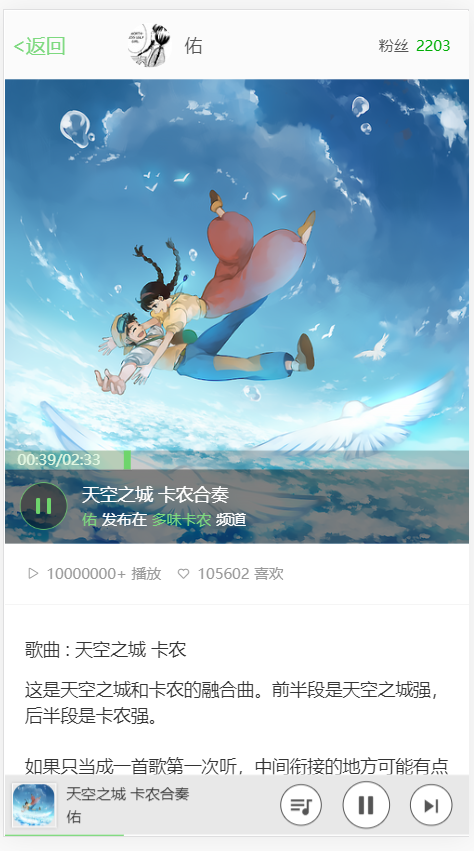 <返回
佑
粉丝 2203
00:39/02:33
天空之城 卡农合奏
佑 发布在 多味卡农 频道
10000000+ 播放 105602 喜欢
歌曲 : 天空之城 卡农
这是天空之城和卡农的融合曲。前半段是天空之城强，
后半段是卡农强。
如果只当成一首歌第一次听，中间衔接的地方可能有点
天空之城 卡农合奏
佑